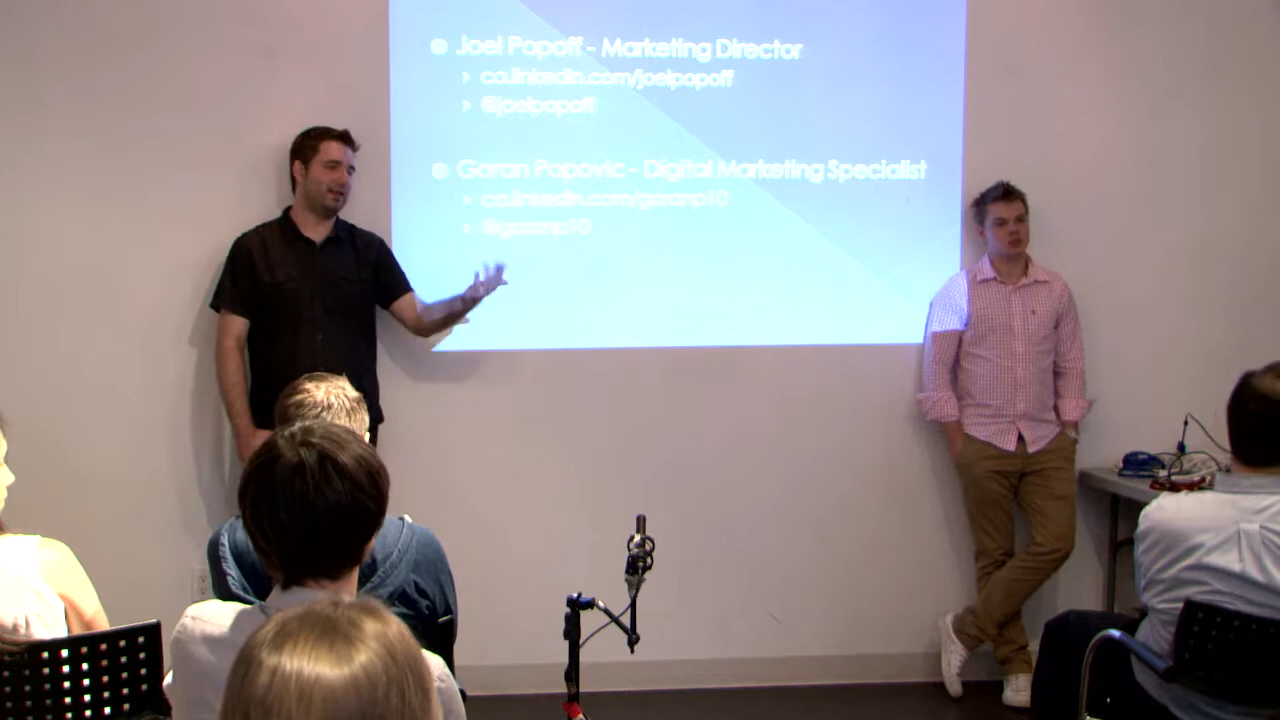 Joel Popoff - Marketing Director
ca.linkedin.com/joelpopoff
@joelpopoff
Goran Popovic - Digital Marketing Specialist
ca.linkedin.com/goranp10
@goranp10